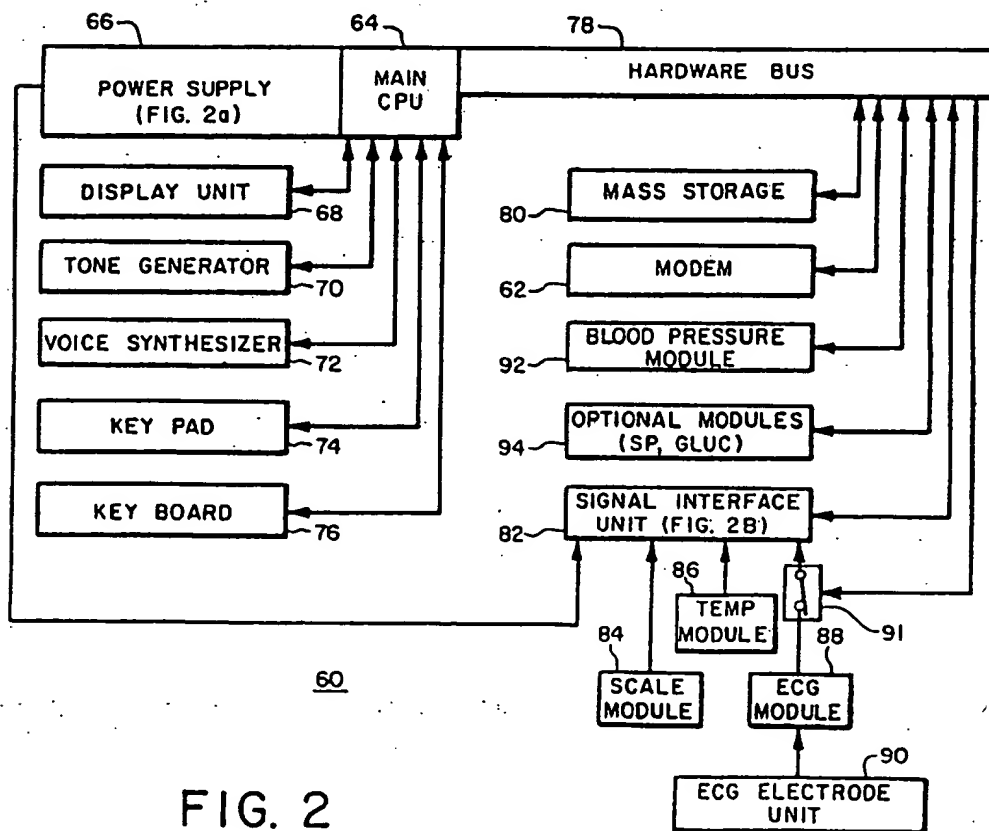 66
64
78
POWER SUPPLY
(FIG. 2a)
MAIN
CPU
HARDWARE BUS
DISPLAY UNIT
68
TONE GENERATOR
70
VOICE SYNTHESIZER
72
KEY PAD
74
KEY BOARD
76
MASS STORAGE
80
MODEM
62
BLOOD PRESSURE
MODULE
92
OPTIONAL MODULES
(SP, GLUC)
94
SIGNAL INTERFACE
UNIT (FIG. 2B)
82
86
TEMP
MODULE
91
84
88
SCALE
MODULE
ECG
MODULE
60
90
ECG ELECTRODE
UNIT
FIG. 2